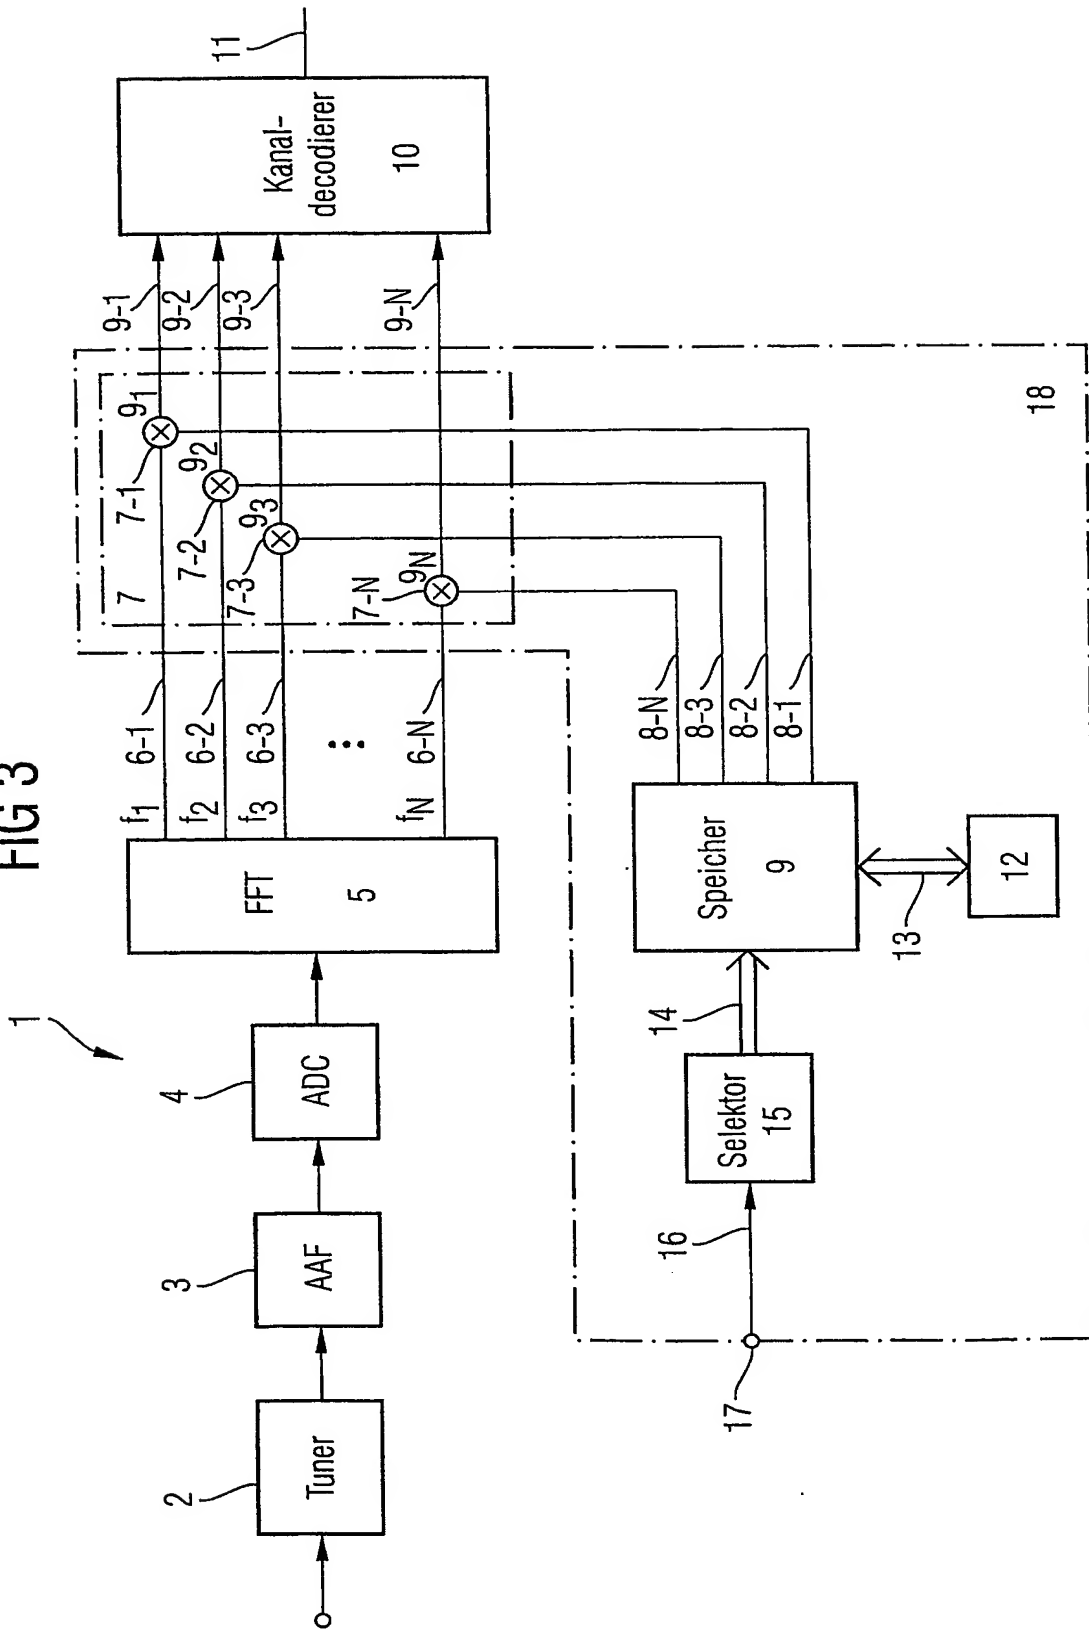 FIG 3
1
2
Tuner
3
AAF
4
ADC
FFT
5
f1
f2
f3
fN
6-1
6-2
6-3
6-N
7
7-1
7-2
7-3
7-N
91
92
93
9N
9-1
9-2
9-3
9-N
Kanal-
decodierer
10
11
17
16
Selektor
15
14
Speicher
9
13
12
8-N
8-3
8-2
8-1
18